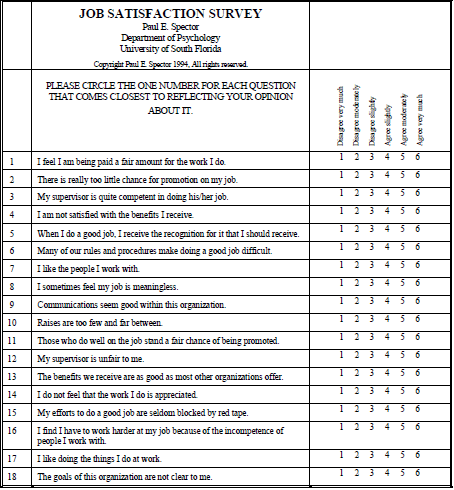 JOB SATISFACTION SURVEY
Paul E. Spector
Department of Psychology
University of South Florida
Copyright Paul E. Spector 1994, All rights reserved.
PLEASE CIRCLE THE ONE NUMBER FOR EACH QUESTION
THAT COMES CLOSEST TO REFLECTING YOUR OPINION
ABOUT IT.
Disagree very much
Disagree moderately
Disagree slightly
Agree slightly
Agree moderately
Agree very much
1 I feel I am being paid a fair amount for the work I do. 1 2 3 4 5 6
2 There is really too little chance for promotion on my job. 1 2 3 4 5 6
3 My supervisor is quite competent in doing his/her job. 1 2 3 4 5 6
4 I am not satisfied with the benefits I receive. 1 2 3 4 5 6
5 When I do a good job, I receive the recognition for it that I should receive. 1 2 3 4 5 6
6 Many of our rules and procedures make doing a good job difficult. 1 2 3 4 5 6
7 I like the people I work with. 1 2 3 4 5 6
8 I sometimes feel my job is meaningless. 1 2 3 4 5 6
9 Communications seem good within this organization. 1 2 3 4 5 6
10 Raises are too few and far between. 1 2 3 4 5 6
11 Those who do well on the job stand a fair chance of being promoted. 1 2 3 4 5 6
12 My supervisor is unfair to me. 1 2 3 4 5 6
13 The benefits we receive are as good as most other organizations offer. 1 2 3 4 5 6
14 I do not feel that the work I do is appreciated. 1 2 3 4 5 6
15 My efforts to do a good job are seldom blocked by red tape. 1 2 3 4 5 6
16 I find I have to work harder at my job because of the incompetence of 1 2 3 4 5 6
people I work with.
17 I like doing the things I do at work. 1 2 3 4 5 6
18 The goals of this organization are not clear to me. 1 2 3 4 5 6